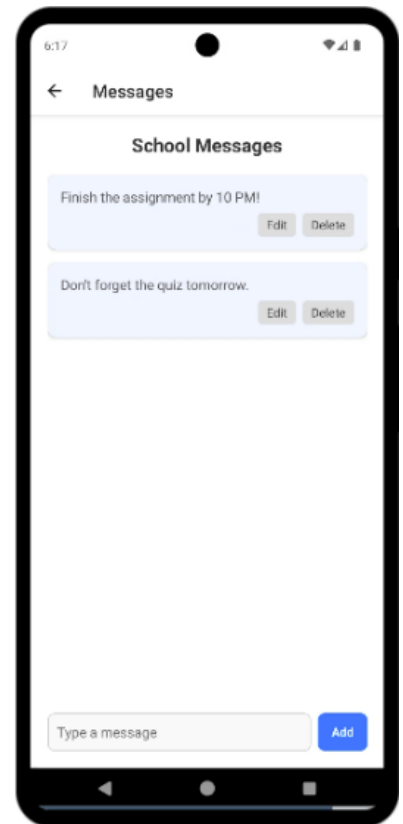 6:17
Messages
School Messages
Finish the assignment by 10 PM!
Edit Delete
Don't forget the quiz tomorrow.
Edit Delete
Type a message Add